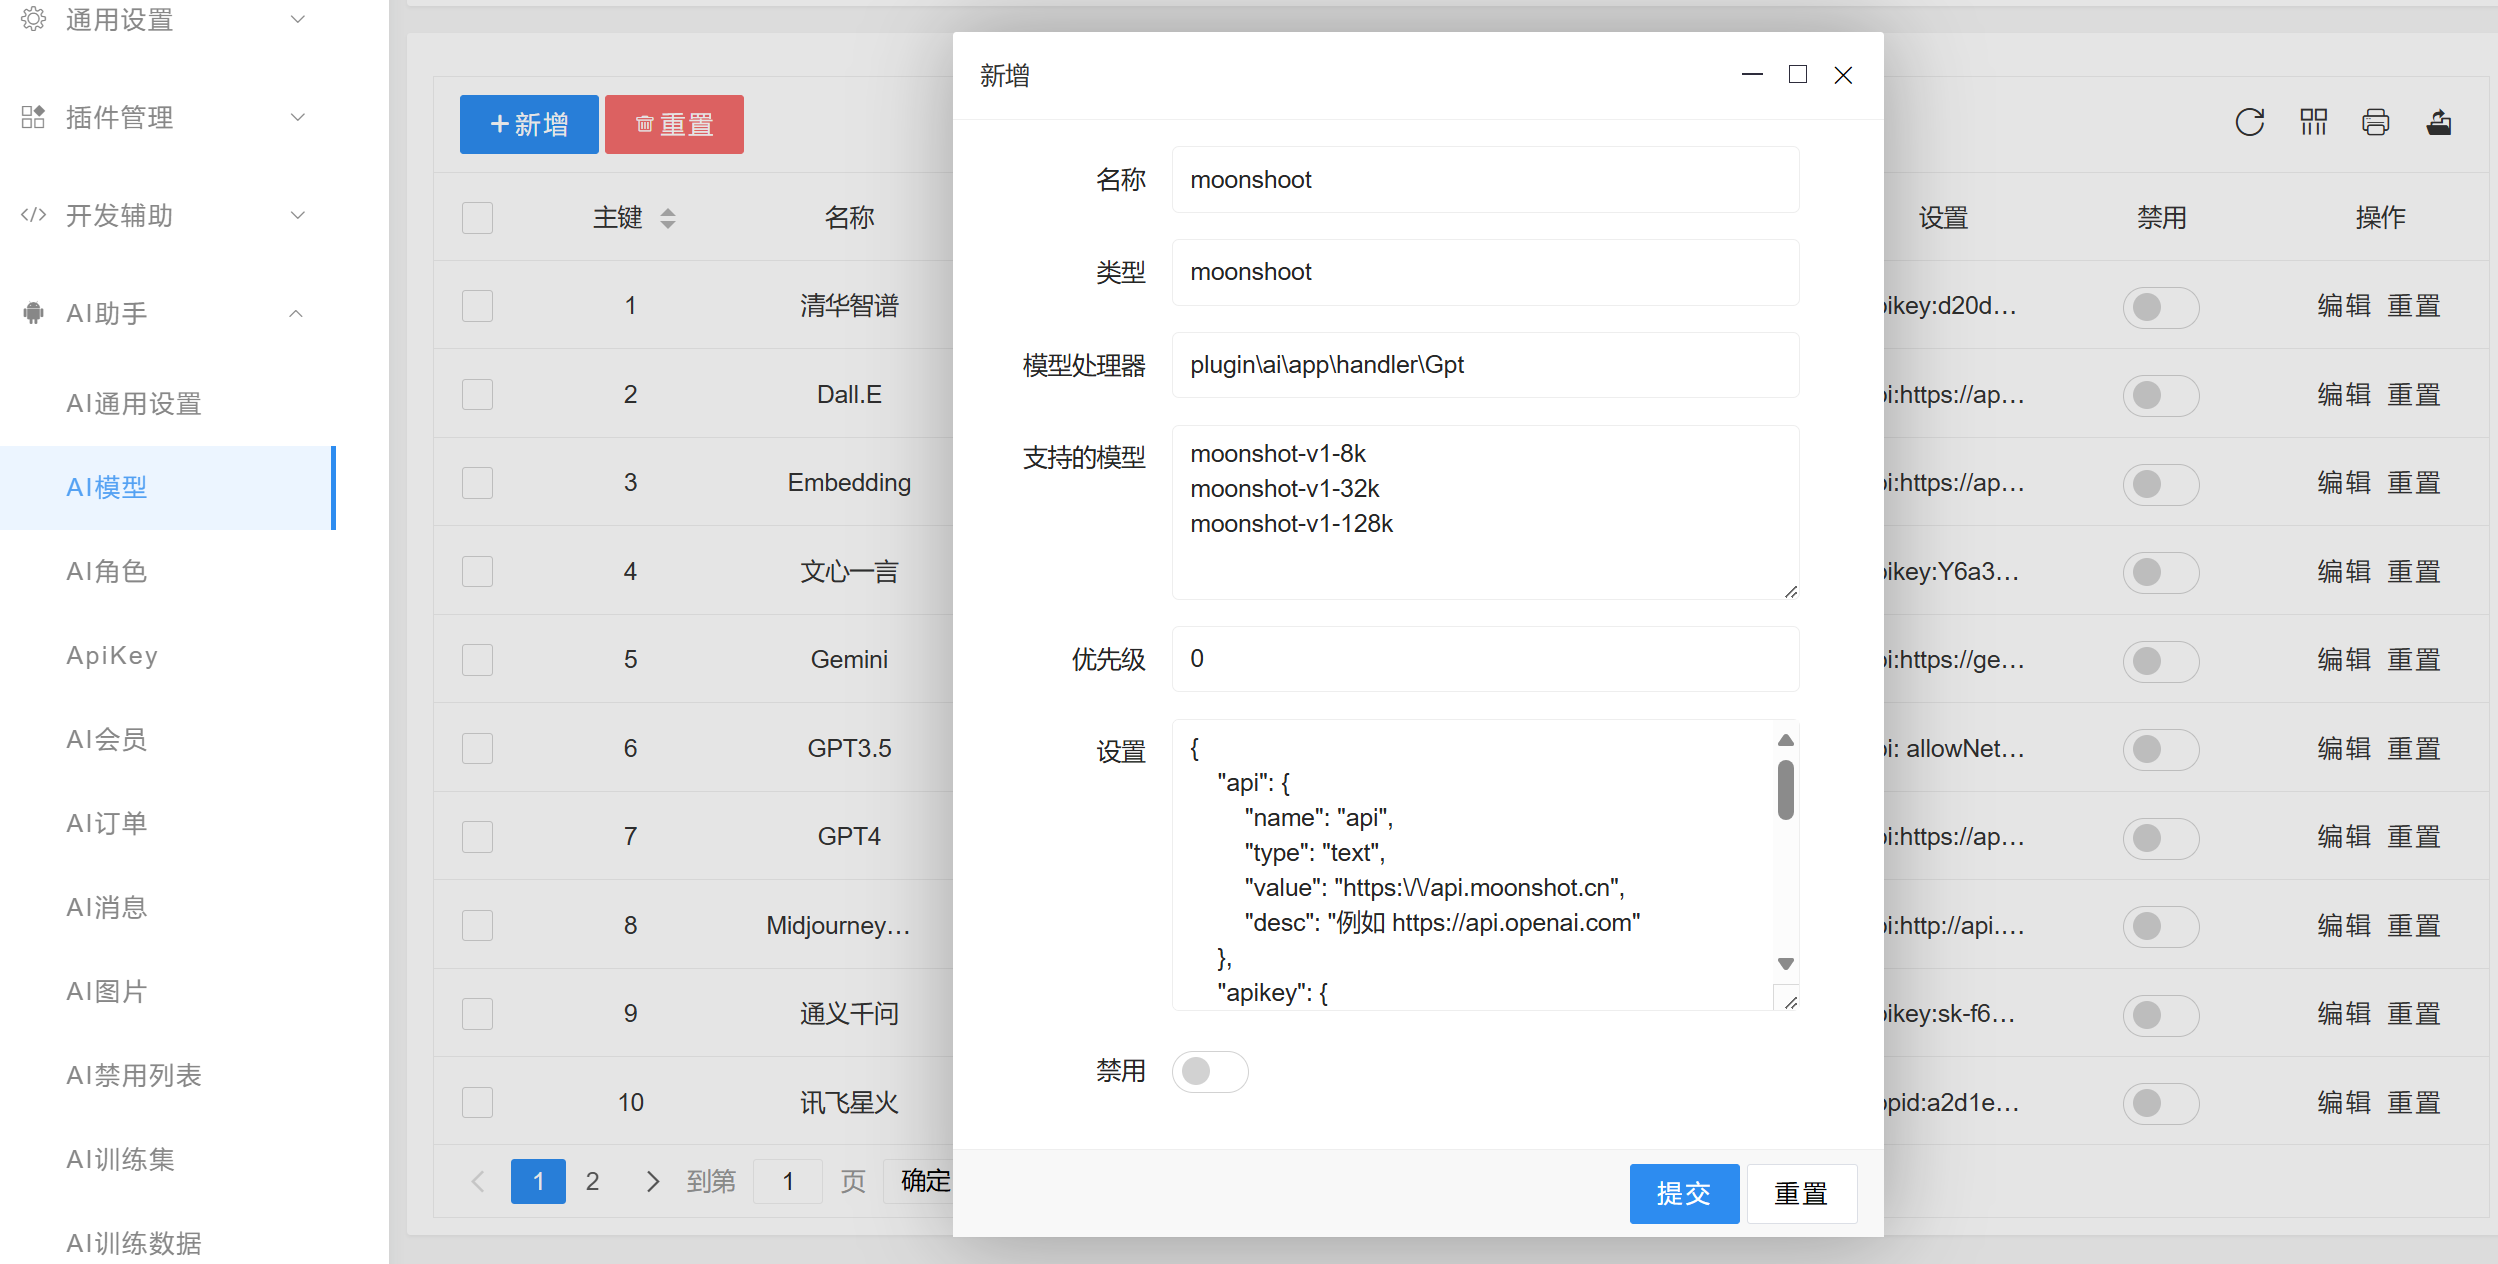 通用设置
插件管理
开发辅助
AI助手
AI通用设置
AI模型
AI角色
ApiKey
AI会员
AI订单
AI消息
AI图片
AI禁用列表
AI训练集
AI训练数据
+新增 重置
主键 名称 设置 禁用 操作
1 清华智谱 pikey:d20d… 编辑 重置
2 Dall.E pi:https://ap… 编辑 重置
3 Embedding pi:https://ap… 编辑 重置
4 文心一言 pikey:Y6a3… 编辑 重置
5 Gemini pi:https://ge… 编辑 重置
6 GPT3.5 pi: allowNet… 编辑 重置
7 GPT4 pi:https://ap… 编辑 重置
8 Midjourney… pi:http://api.… 编辑 重置
9 通义千问 pikey:sk-f6… 编辑 重置
10 讯飞星火 ppid:a2d1e… 编辑 重置
1 2 到第 1 页 确定
新增
名称 moonshoot
类型 moonshoot
模型处理器 plugin\ai\app\handler\Gpt
支持的模型 moonshot-v1-8k
moonshot-v1-32k
moonshot-v1-128k
优先级 0
设置 {
"api": {
"name": "api",
"type": "text",
"value": "https:\/\/api.moonshot.cn",
"desc": "例如 https://api.openai.com"
},
"apikey": {
禁用
提交 重置